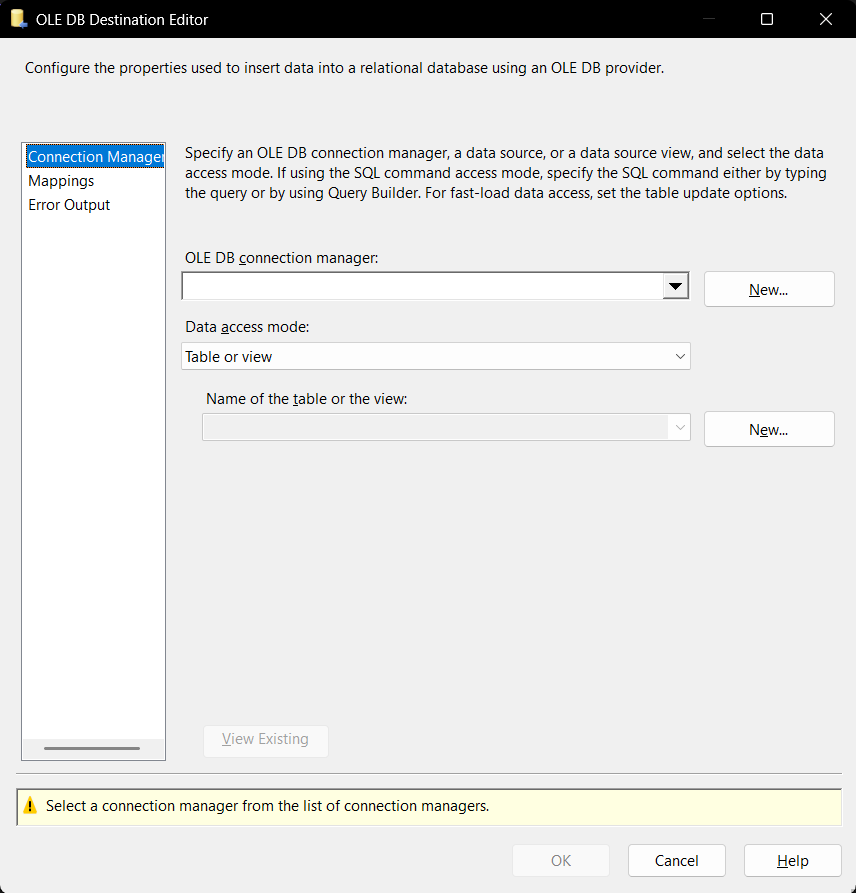 OLE DB Destination Editor
Configure the properties used to insert data into a relational database using an OLE DB provider.
Connection Manager
Mappings
Error Output
Specify an OLE DB connection manager, a data source, or a data source view, and select the data
access mode. If using the SQL command access mode, specify the SQL command either by typing
the query or by using Query Builder. For fast-load data access, set the table update options.
OLE DB connection manager:
New...
Data access mode:
Table or view
Name of the table or the view:
New...
View Existing
Select a connection manager from the list of connection managers.
OK
Cancel
Help